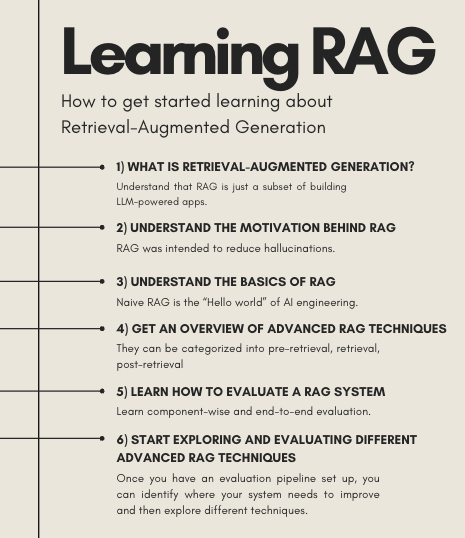 Learning RAG
How to get started learning about
Retrieval-Augmented Generation
1) WHAT IS RETRIEVAL-AUGMENTED GENERATION?
Understand that RAG is just a subset of building
LLM-powered apps.
2) UNDERSTAND THE MOTIVATION BEHIND RAG
RAG was intended to reduce hallucinations.
3) UNDERSTAND THE BASICS OF RAG
Naive RAG is the “Hello world” of AI engineering.
4) GET AN OVERVIEW OF ADVANCED RAG TECHNIQUES
They can be categorized into pre-retrieval, retrieval,
post-retrieval
5) LEARN HOW TO EVALUATE A RAG SYSTEM
Learn component-wise and end-to-end evaluation.
6) START EXPLORING AND EVALUATING DIFFERENT
ADVANCED RAG TECHNIQUES
Once you have an evaluation pipeline set up, you
can identify where your system needs to improve
and then explore different techniques.